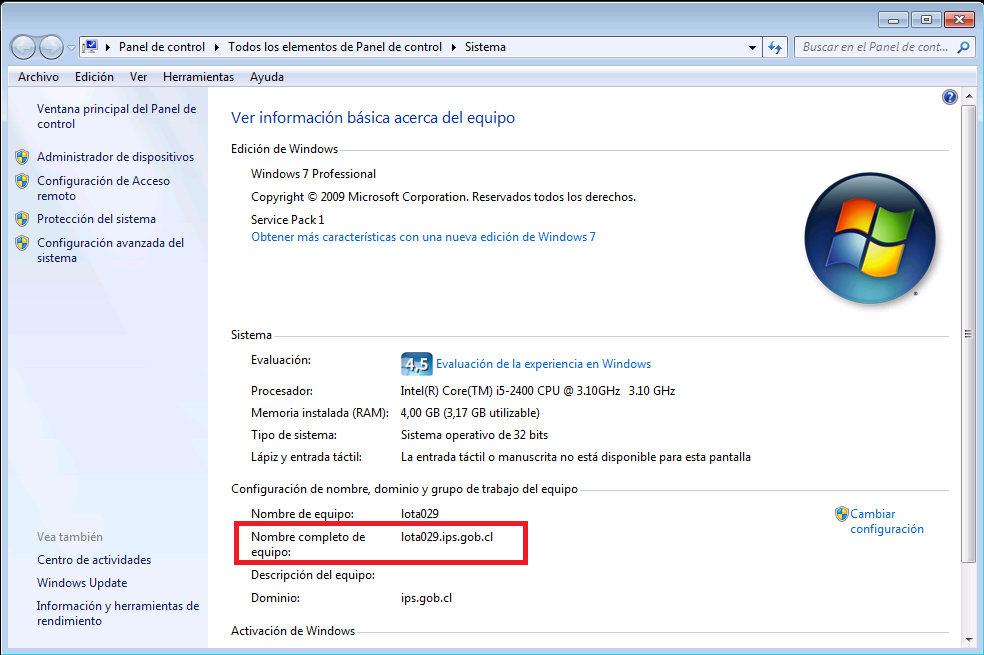 Panel de control Todos los elementos de Panel de control Sistema
Buscar en el Panel de cont...
Archivo Edición Ver Herramientas Ayuda
Ventana principal del Panel de
control
Administrador de dispositivos
Configuración de Acceso
remoto
Protección del sistema
Configuración avanzada del
sistema
Vea también
Centro de actividades
Windows Update
Información y herramientas de
rendimiento
Ver información básica acerca del equipo
Edición de Windows
Windows 7 Professional
Copyright © 2009 Microsoft Corporation. Reservados todos los derechos.
Service Pack 1
Obtener más características con una nueva edición de Windows 7
Sistema
Evaluación: 4,5 Evaluación de la experiencia en Windows
Procesador: Intel(R) Core(TM) i5-2400 CPU @ 3.10GHz 3.10 GHz
Memoria instalada (RAM): 4,00 GB (3,17 GB utilizable)
Tipo de sistema: Sistema operativo de 32 bits
Lápiz y entrada táctil: La entrada táctil o manuscrita no está disponible para esta pantalla
Configuración de nombre, dominio y grupo de trabajo del equipo
Nombre de equipo: lota029
Cambiar
configuración
Nombre completo de lota029.ips.gob.cl
equipo:
Descripción del equipo:
Dominio: ips.gob.cl
Activación de Windows